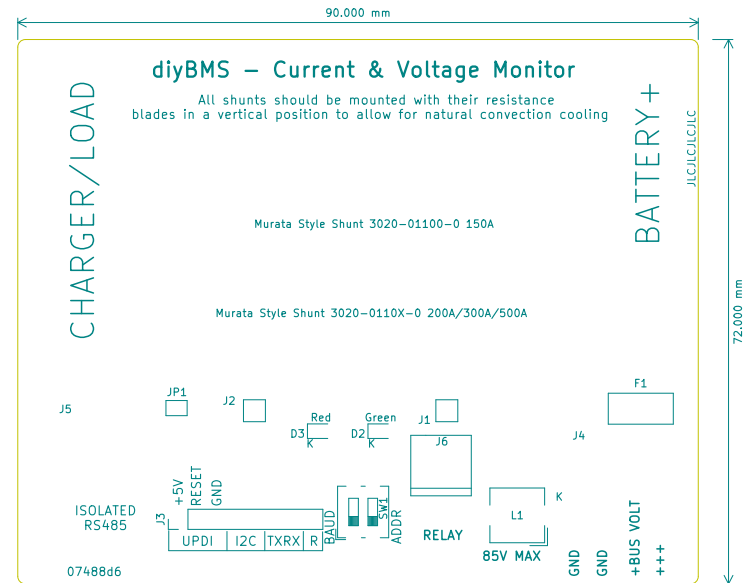 90.000 mm
diyBMS - Current & Voltage Monitor
All shunts should be mounted with their resistance
blades in a vertical position to allow for natural convection cooling
CHARGER/LOAD
BATTERY+
JLCJLCJLCJLC
72.000 mm
Murata Style Shunt 3020-01100-0 150A
Murata Style Shunt 3020-0110X-0 200A/300A/500A
J5
JP1
J2
Red
D3
K
Green
D2
K
J1
J6
F1
J4
+5V
RESET
GND
ISOLATED
RS485
J3
UPDI I2C TXRX R
BAUD
SW1
ADDR
RELAY
L1
K
85V MAX
GND
GND
+BUS VOLT
+++
07488d6